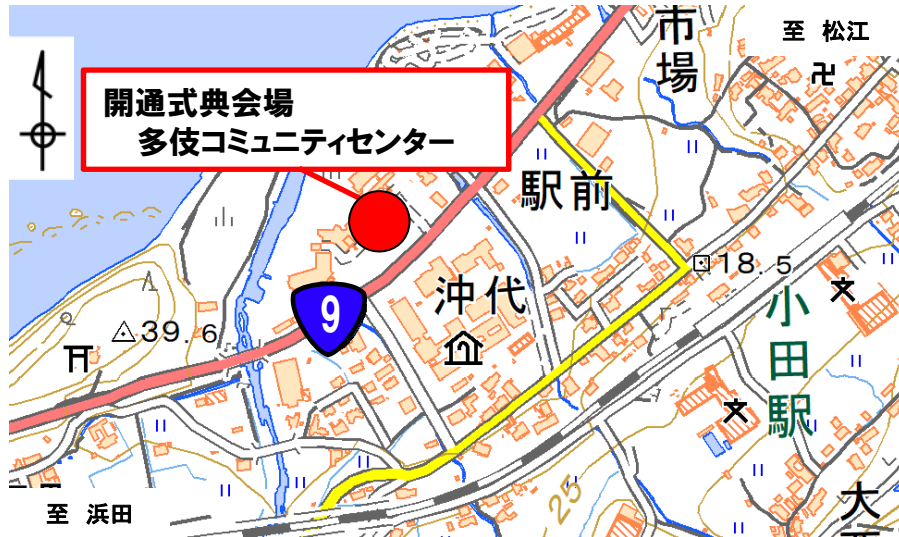 市場
至 松江
開通式典会場
多伎コミュニティセンター
駅前
18.5
沖代
9
39.6
小田駅
25
大
至 浜田